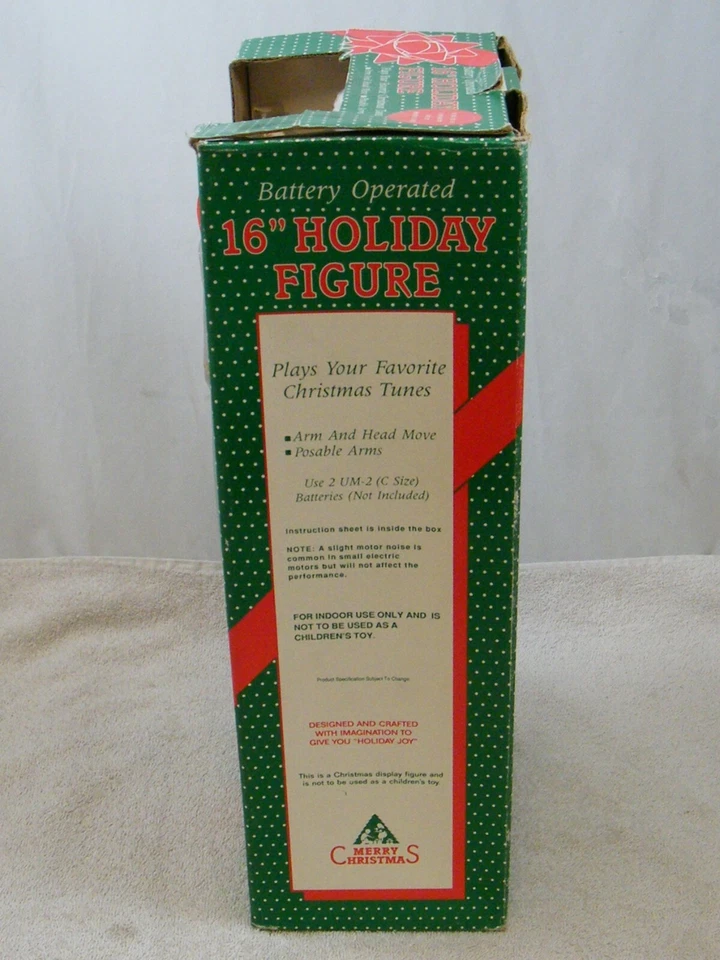 16" HOLIDAY
FIGURE
Battery Operated
16” HOLIDAY
FIGURE
Plays Your Favorite
Christmas Tunes
■ Arm And Head Move
■ Posable Arms
Use 2 UM-2 (C Size)
Batteries (Not Included)
Instruction sheet is inside the box
NOTE: A slight motor noise is
common in small electric
motors but will not affect the
performance.
FOR INDOOR USE ONLY AND IS
NOT TO BE USED AS A
CHILDREN'S TOY.
Product Specification Subject To Change.
DESIGNED AND CRAFTED
WITH IMAGINATION TO
GIVE YOU "HOLIDAY JOY"
This is a Christmas display figure and
is not to be used as a children's toy
MERRY
CHRISTMAS